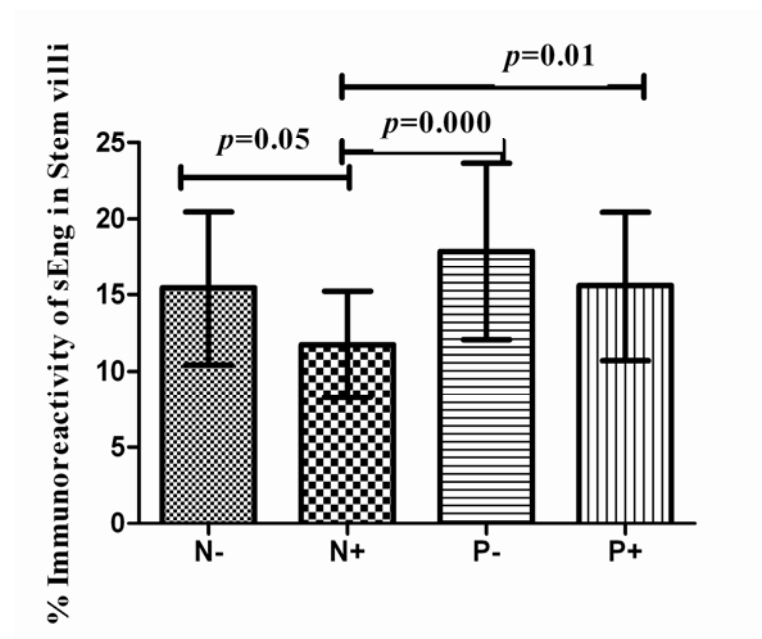 % Immunoreactivity of sEng in Stem villi
p=0.01
p=0.000
p=0.05
25
20
15
10
5
0
N-
N+
P-
P+